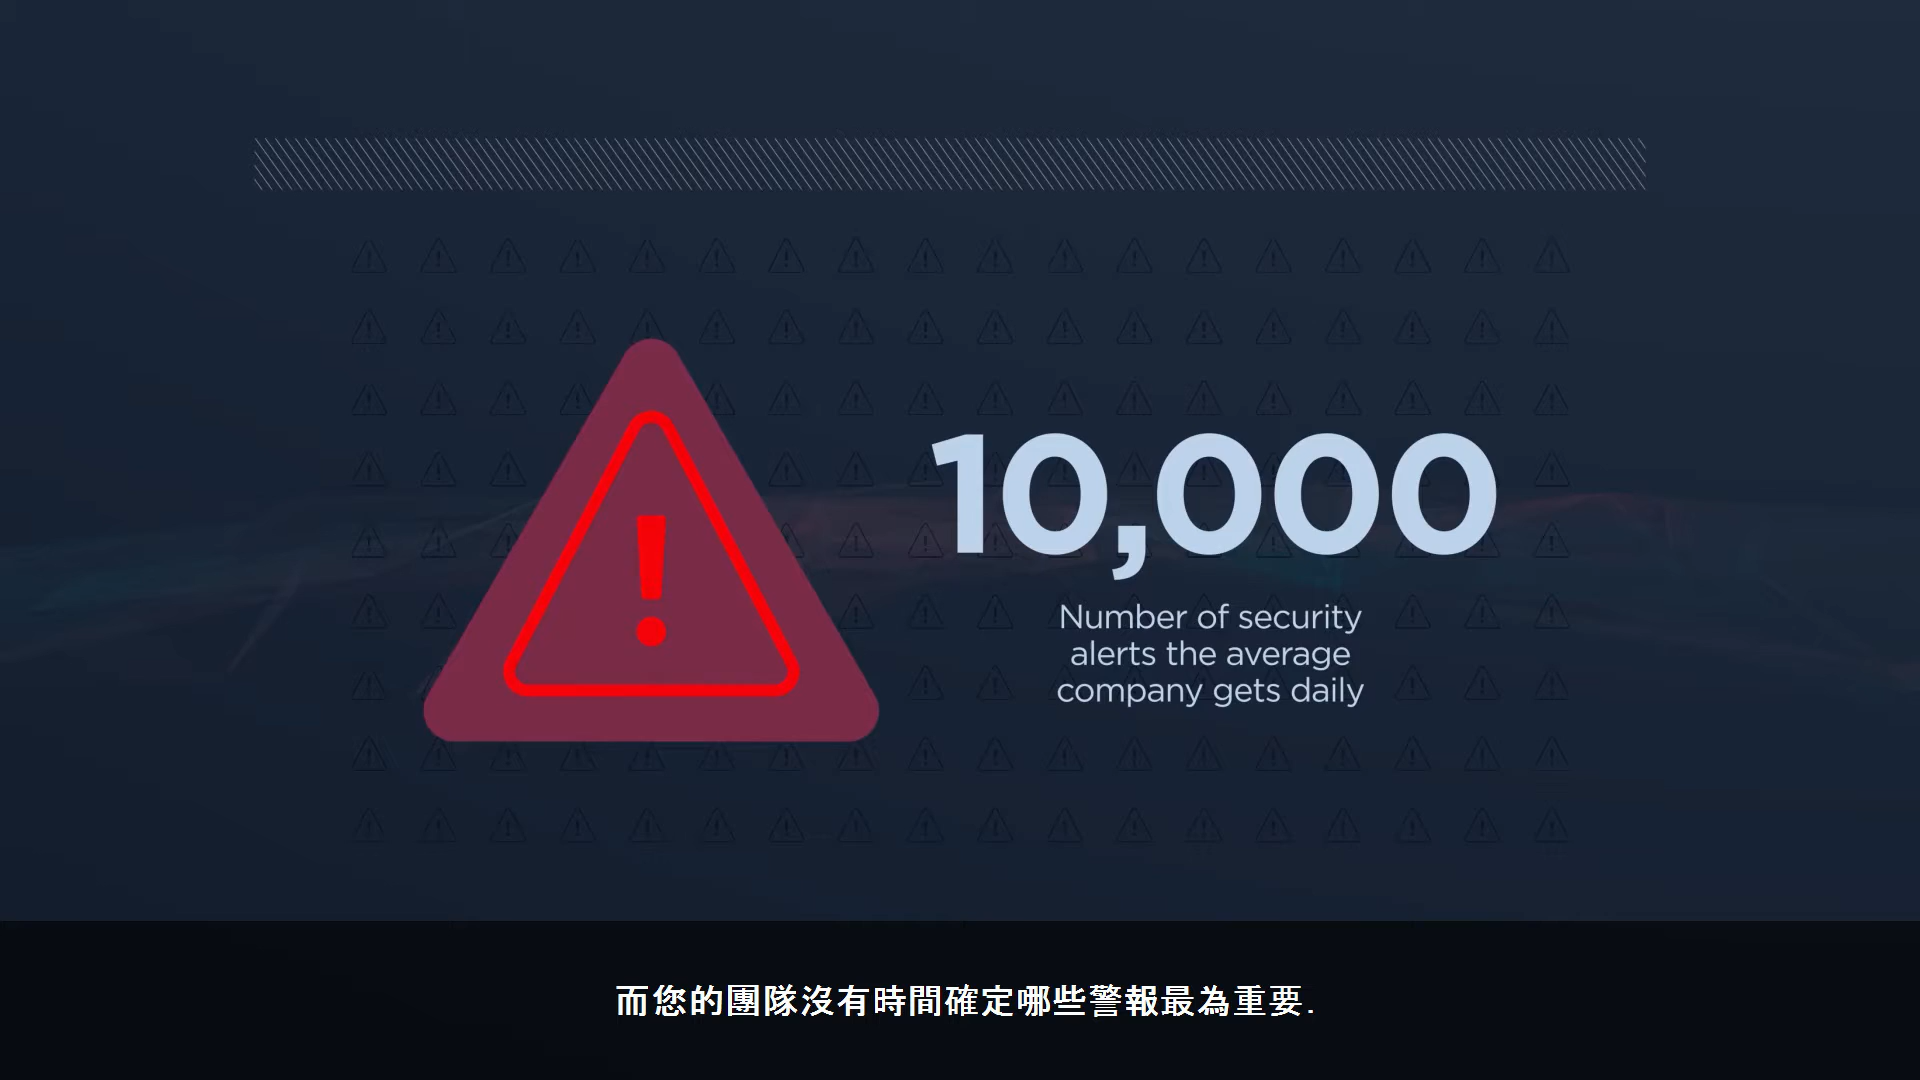 10,000
Number of security
alerts the average
company gets daily
而您的團隊沒有時間確定哪些警報最為重要.